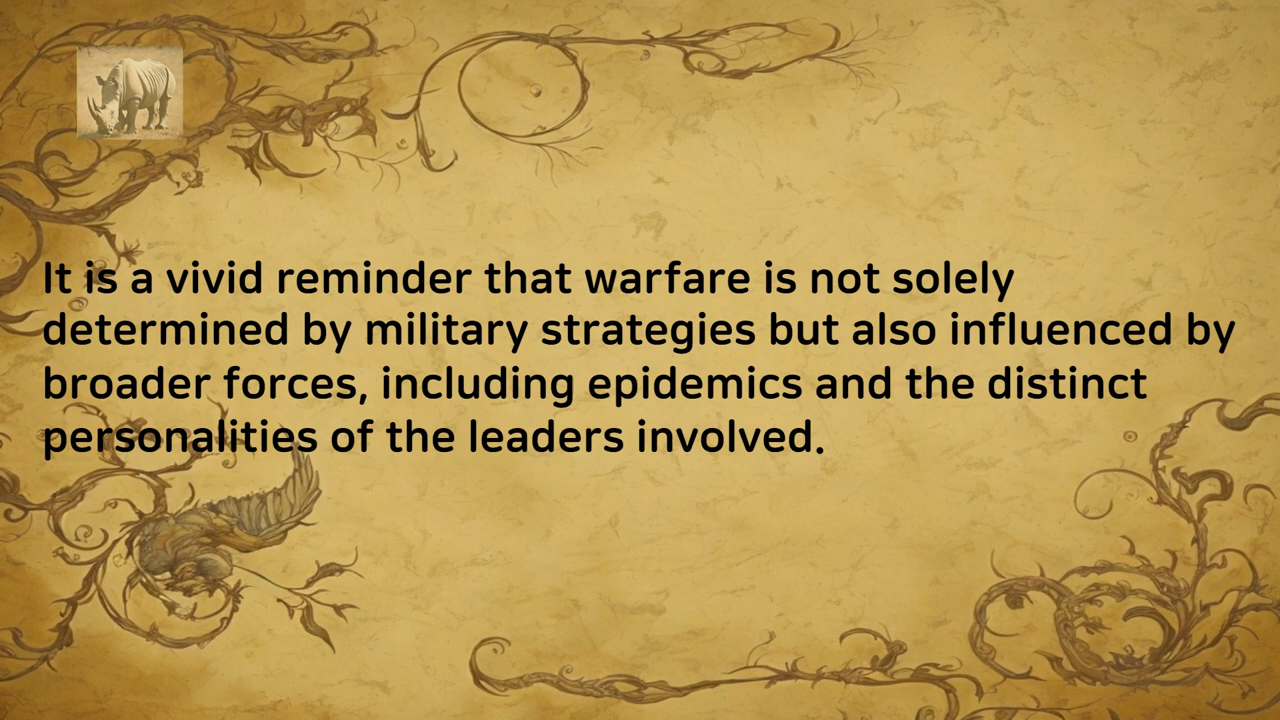 It is a vivid reminder that warfare is not solely
determined by military strategies but also influenced by
broader forces, including epidemics and the distinct
personalities of the leaders involved.